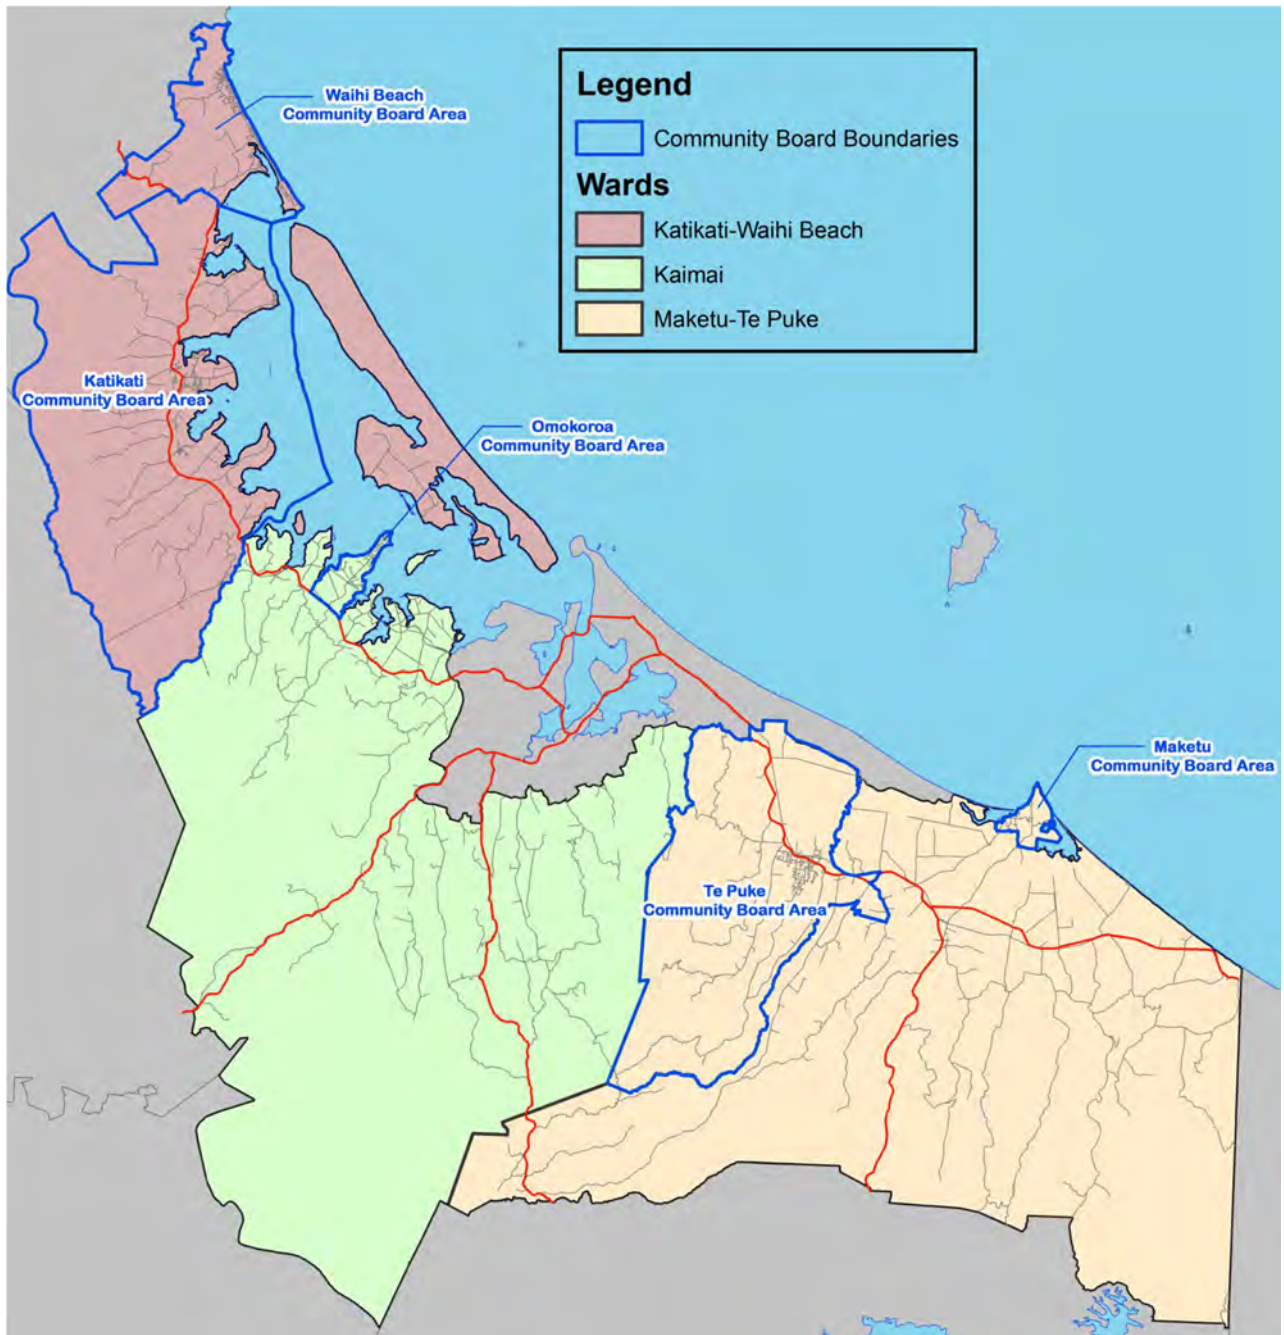 Waihi Beach
Community Board Area
Legend
Community Board Boundaries
Wards
Katikati-Waihi Beach
Kaimai
Maketu-Te Puke
Katikati
Community Board Area
Omokoroa
Community Board Area
Maketu
Community Board Area
Te Puke
Community Board Area